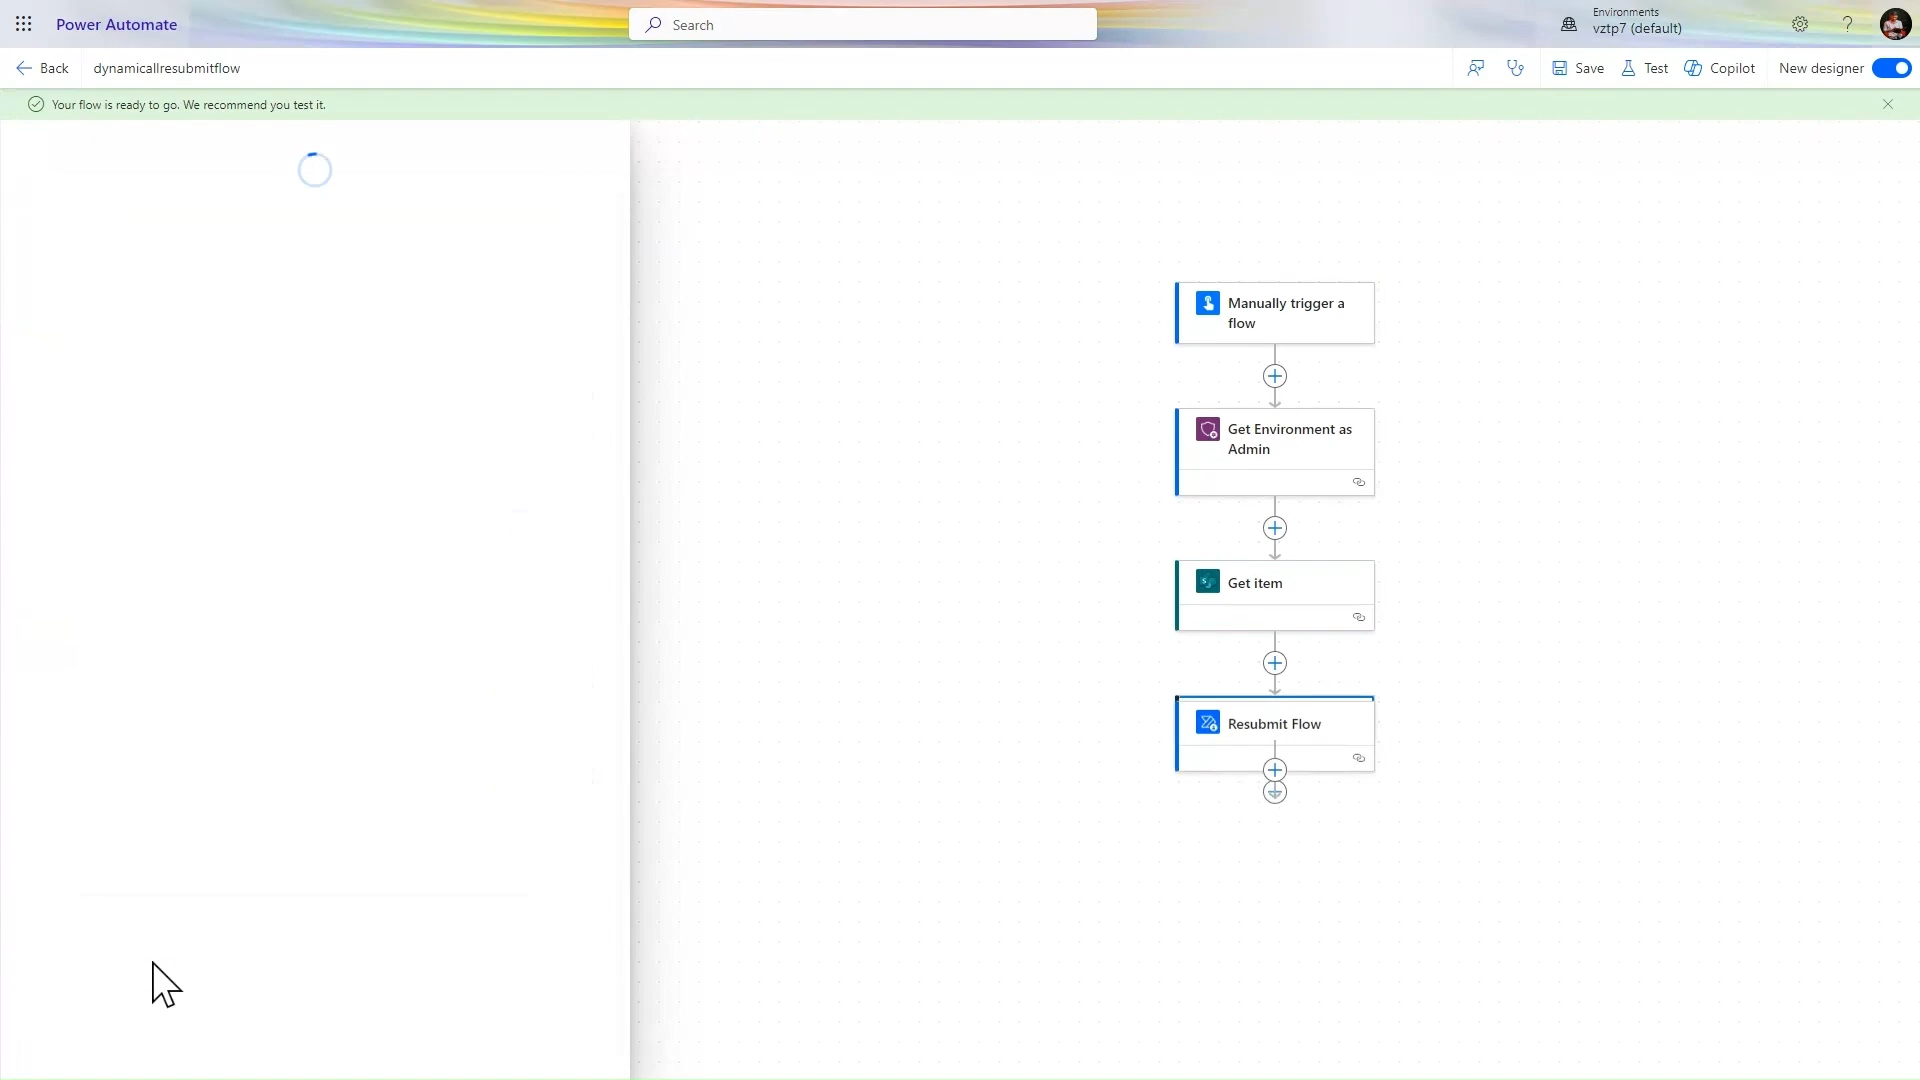 Power Automate
Search
Environments
vztp7 (default)
?
Back
dynamicallresubmitflow
Save
Test
Copilot
New designer
Your flow is ready to go. We recommend you test it.
Manually trigger a
flow
Get Environment as
Admin
Get item
Resubmit Flow